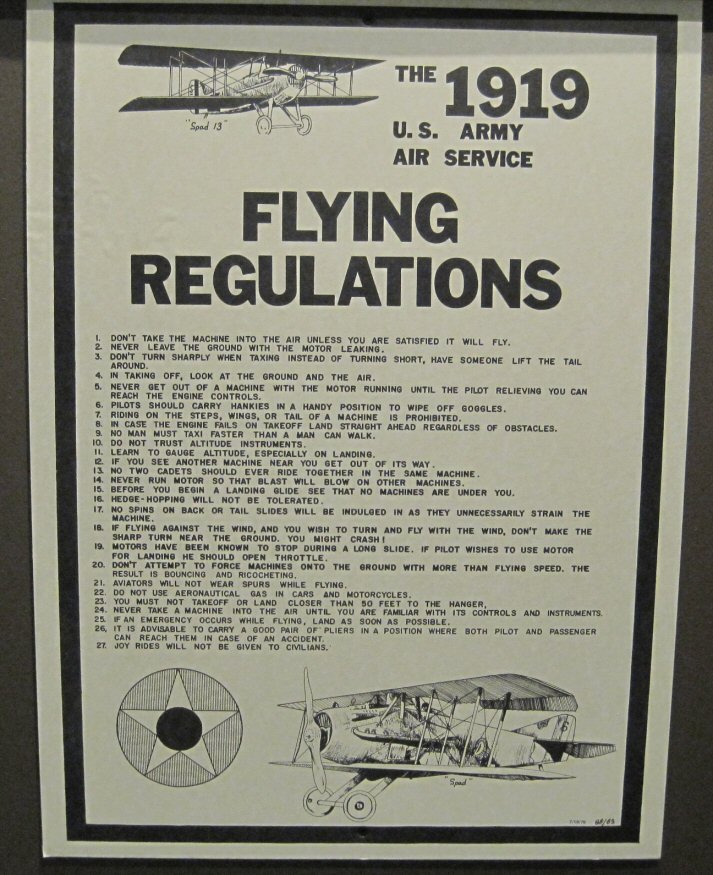 "Spad 13"
THE 1919
U.S. ARMY
AIR SERVICE
FLYING
REGULATIONS
1. DON'T TAKE THE MACHINE INTO THE AIR UNLESS YOU ARE SATISFIED IT WILL FLY.
2. NEVER LEAVE THE GROUND WITH THE MOTOR LEAKING.
3. DON'T TURN SHARPLY WHEN TAXING INSTEAD OF TURNING SHORT, HAVE SOMEONE LIFT THE TAIL
AROUND.
4. IN TAKING OFF, LOOK AT THE GROUND AND THE AIR.
5. NEVER GET OUT OF A MACHINE WITH THE MOTOR RUNNING UNTIL THE PILOT RELIEVING YOU CAN
REACH THE ENGINE CONTROLS.
6. PILOTS SHOULD CARRY HANKIES IN A HANDY POSITION TO WIPE OFF GOGGLES.
7. RIDING ON THE STEPS, WINGS, OR TAIL OF A MACHINE IS PROHIBITED.
8. IN CASE THE ENGINE FAILS ON TAKEOFF LAND STRAIGHT AHEAD REGARDLESS OF OBSTACLES.
9. NO MAN MUST TAXI FASTER THAN A MAN CAN WALK.
10. DO NOT TRUST ALTITUDE INSTRUMENTS.
11. LEARN TO GAUGE ALTITUDE, ESPECIALLY ON LANDING.
12. IF YOU SEE ANOTHER MACHINE NEAR YOU GET OUT OF ITS WAY.
13. NO TWO CADETS SHOULD EVER RIDE TOGETHER IN THE SAME MACHINE.
14. NEVER RUN MOTOR SO THAT BLAST WILL BLOW ON OTHER MACHINES.
15. BEFORE YOU BEGIN A LANDING GLIDE SEE THAT NO MACHINES ARE UNDER YOU.
16. HEDGE-HOPPING WILL NOT BE TOLERATED.
17. NO SPINS ON BACK OR TAIL SLIDES WILL BE INDULGED IN AS THEY UNNECESSARILY STRAIN THE
MACHINE.
18. IF FLYING AGAINST THE WIND, AND YOU WISH TO TURN AND FLY WITH THE WIND, DON'T MAKE THE
SHARP TURN NEAR THE GROUND. YOU MIGHT CRASH!
19. MOTORS HAVE BEEN KNOWN TO STOP DURING A LONG SLIDE. IF PILOT WISHES TO USE MOTOR
FOR LANDING HE SHOULD OPEN THROTTLE.
20. DON'T ATTEMPT TO FORCE MACHINES ONTO THE GROUND WITH MORE THAN FLYING SPEED. THE
RESULT IS BOUNCING AND RICOCHETING.
21. AVIATORS WILL NOT WEAR SPURS WHILE FLYING.
22. DO NOT USE AERONAUTICAL GAS IN CARS AND MOTORCYCLES.
23. YOU MUST NOT TAKEOFF OR LAND CLOSER THAN 50 FEET TO THE HANGER,
24. NEVER TAKE A MACHINE INTO THE AIR UNTIL YOU ARE FAMILIAR WITH ITS CONTROLS AND INSTRUMENTS.
25. IF AN EMERGENCY OCCURS WHILE FLYING, LAND AS SOON AS POSSIBLE.
26, IT IS ADVISABLE TO CARRY A GOOD PAIR OF PLIERS IN A POSITION WHERE BOTH PILOT AND PASSENGER
CAN REACH THEM IN CASE OF AN ACCIDENT.
27. JOY RIDES WILL NOT BE GIVEN TO CIVILIANS.
6
"Spad"